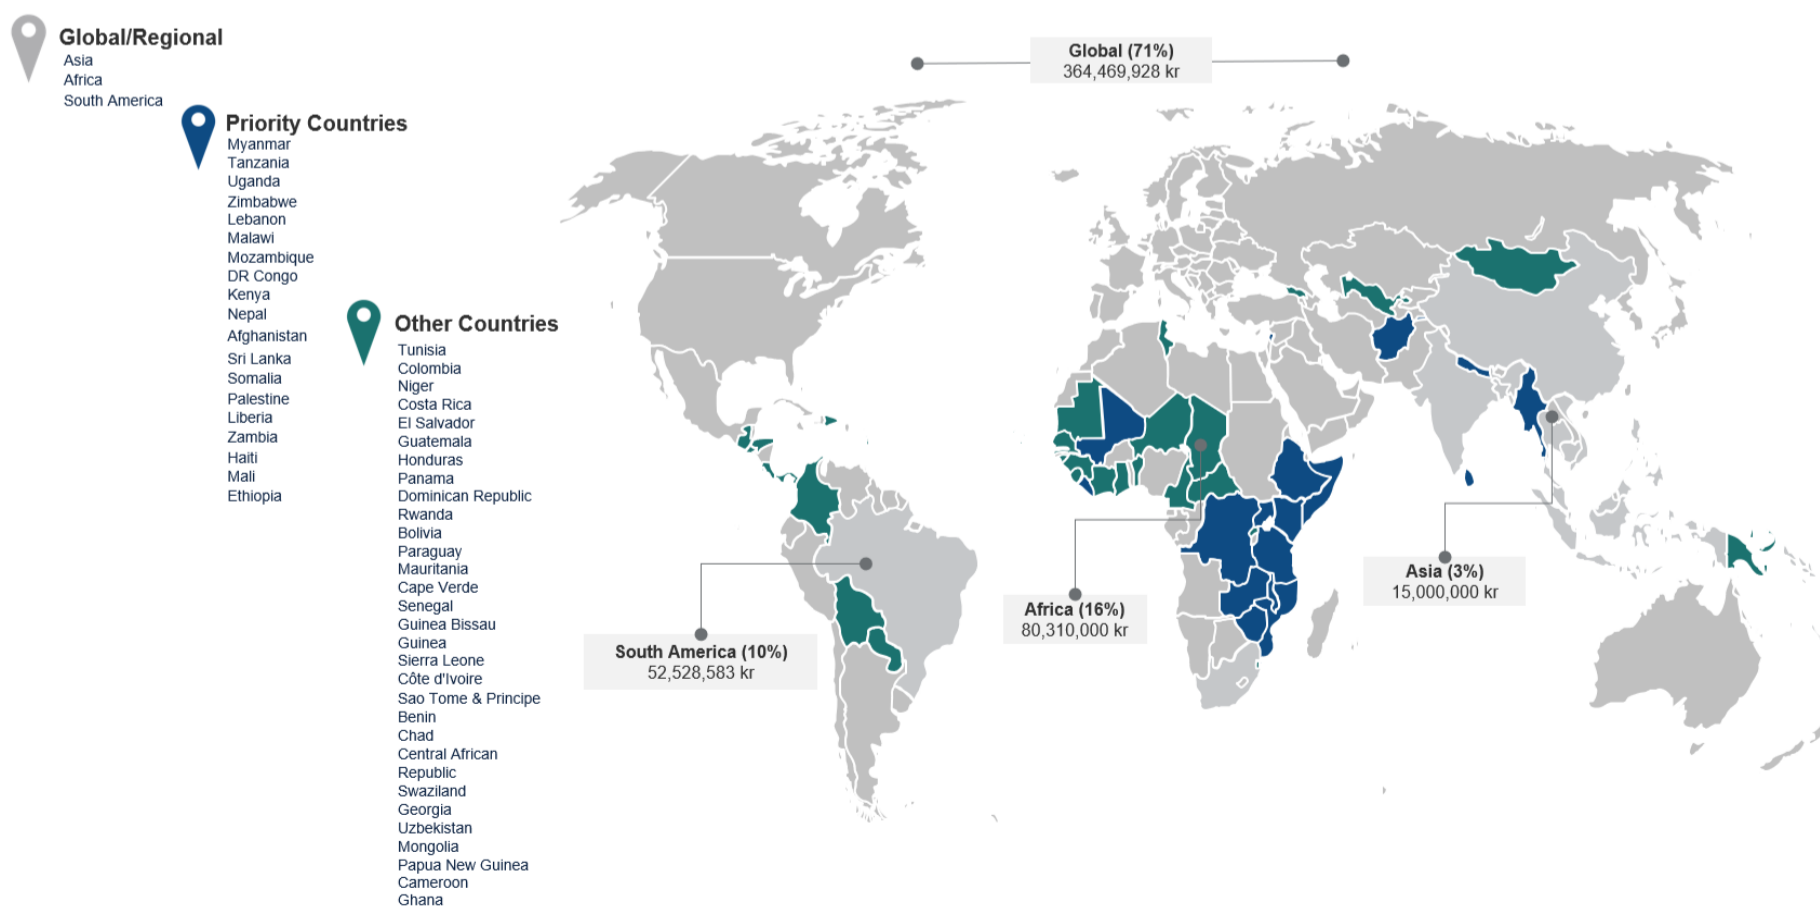 Global/Regional
Asia
Africa
South America
Priority Countries
Myanmar
Tanzania
Uganda
Zimbabwe
Lebanon
Malawi
Mozambique
DR Congo
Kenya
Nepal
Afghanistan
Sri Lanka
Somalia
Palestine
Liberia
Zambia
Haiti
Mali
Ethiopia
Other Countries
Tunisia
Colombia
Niger
Costa Rica
El Salvador
Guatemala
Honduras
Panama
Dominican Republic
Rwanda
Bolivia
Paraguay
Mauritania
Cape Verde
Senegal
Guinea Bissau
Guinea
Sierra Leone
Côte d'Ivoire
Sao Tome & Principe
Benin
Chad
Central African
Republic
Swaziland
Georgia
Uzbekistan
Mongolia
Papua New Guinea
Cameroon
Ghana
Global (71%)
364,469,928 kr
South America (10%)
52,528,583 kr
Africa (16%)
80,310,000 kr
Asia (3%)
15,000,000 kr